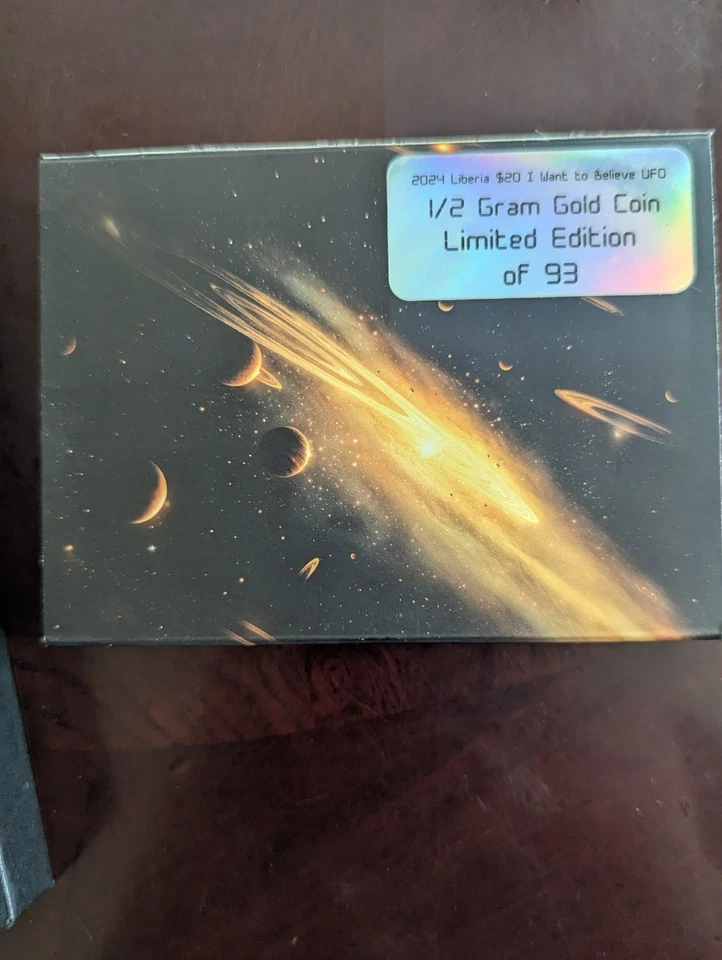 2024 Liberia $20 I Want to Believe UFO
1/2 Gram Gold Coin
Limited Edition
of 93